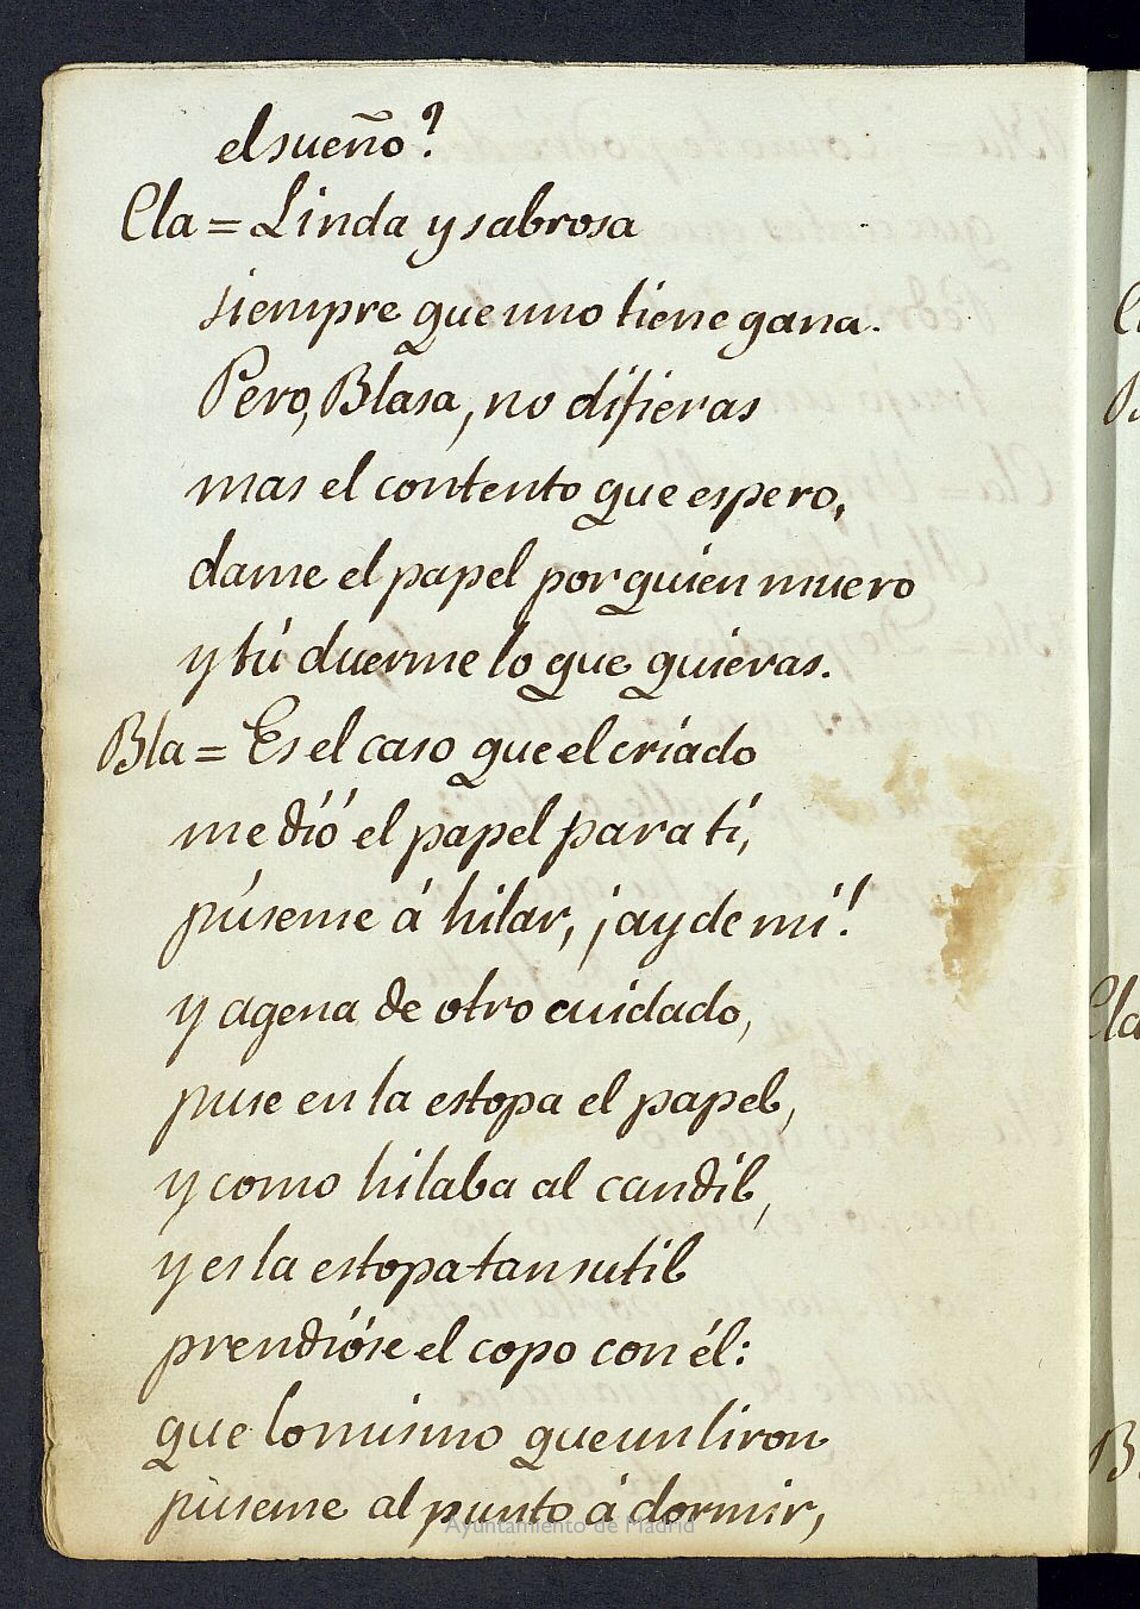 el sueño?
Cla = Linda y sabrosa
siempre que uno tiene gana.
Pero, Blasa, no difieras
mas el contento que espero,
dame el papel por quien muero
y tú duerme lo que quieras.
Bla = Es el caso que el criado
me dió el papel para tí,
púseme á hilar, ¡ay de mí!
y agena de otro cuidado,
puse en la estopa el papel,
y como hilaba al candil,
y es la estopa tan sutil
prendióse el copo con él:
que lo mismo que un liron
púseme al punto á dormir,
Ayuntamiento de Madrid
Cla
B